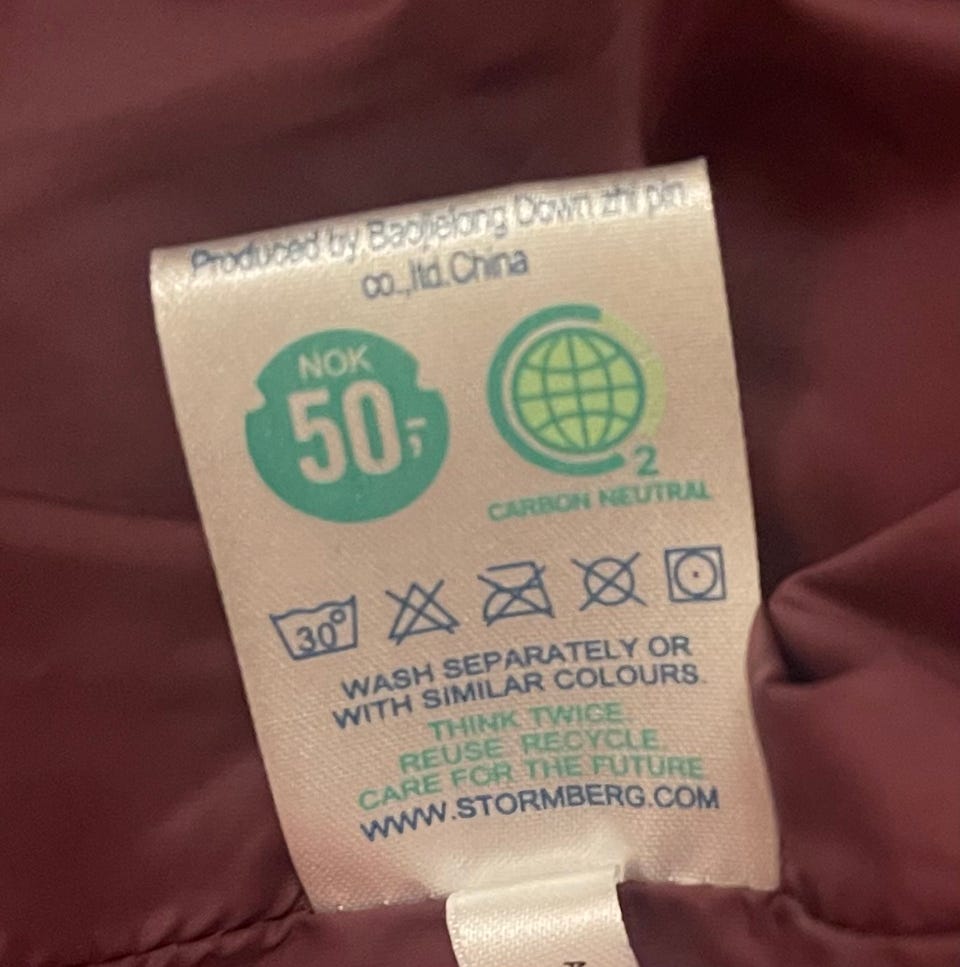 Produced by Baojielong Down zhi pin
co.,ltd.China
NOK
50,-
2
CARBON NEUTRAL
30°
WASH SEPARATELY OR
WITH SIMILAR COLOURS.
THINK TWICE.
REUSE. RECYCLE.
CARE FOR THE FUTURE
WWW.STORMBERG.COM